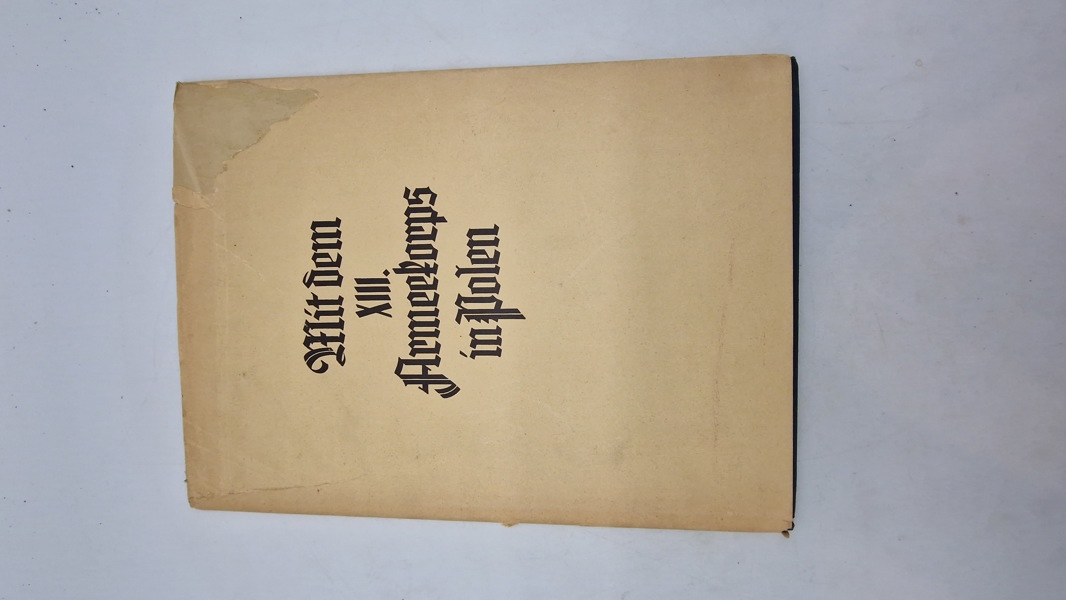 Mit dem
XIII.
Armeekorps
in Polen